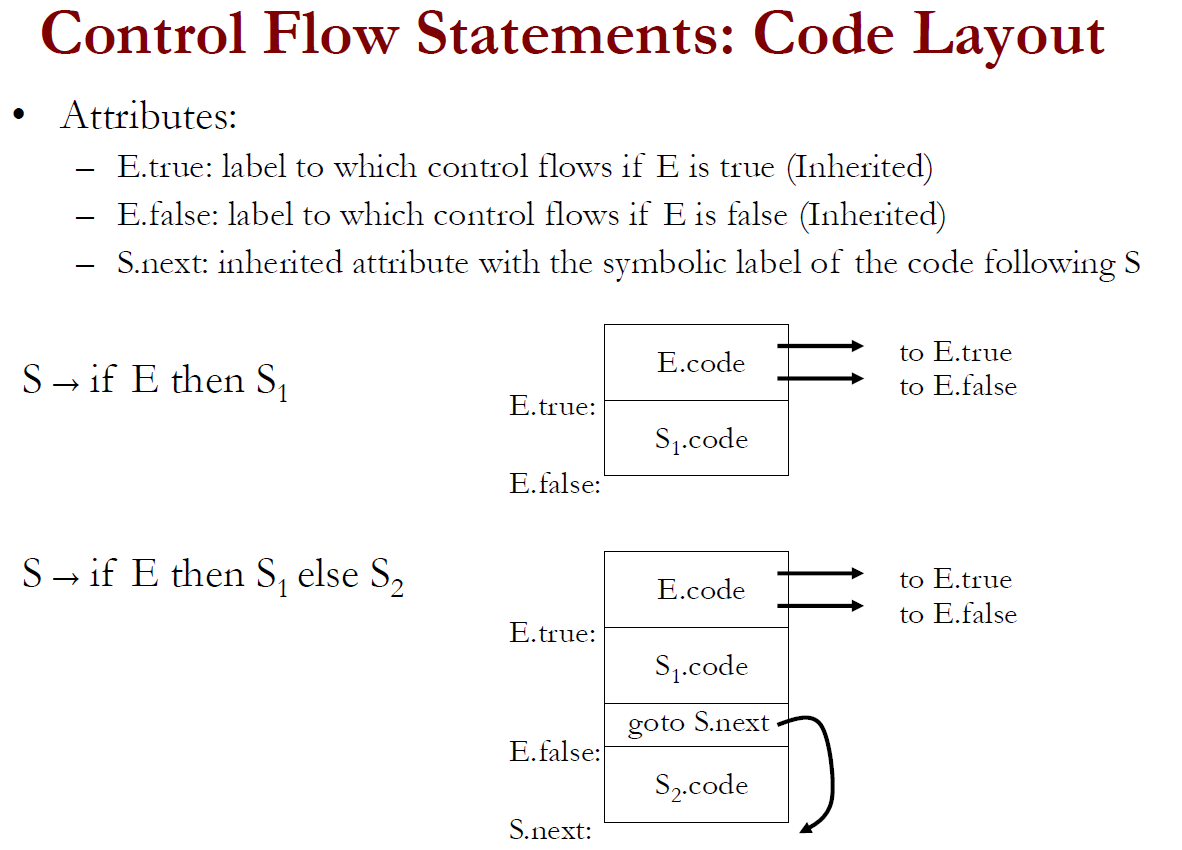 Control Flow Statements: Code Layout
• Attributes:
– E.true: label to which control flows if E is true (Inherited)
– E.false: label to which control flows if E is false (Inherited)
– S.next: inherited attribute with the symbolic label of the code following S
S → if E then S₁
E.code
to E.true
to E.false
E.true:
S₁.code
E.false:
S → if E then S₁ else S₂
E.code
to E.true
to E.false
E.true:
S₁.code
goto S.next
E.false:
S₂.code
S.next: